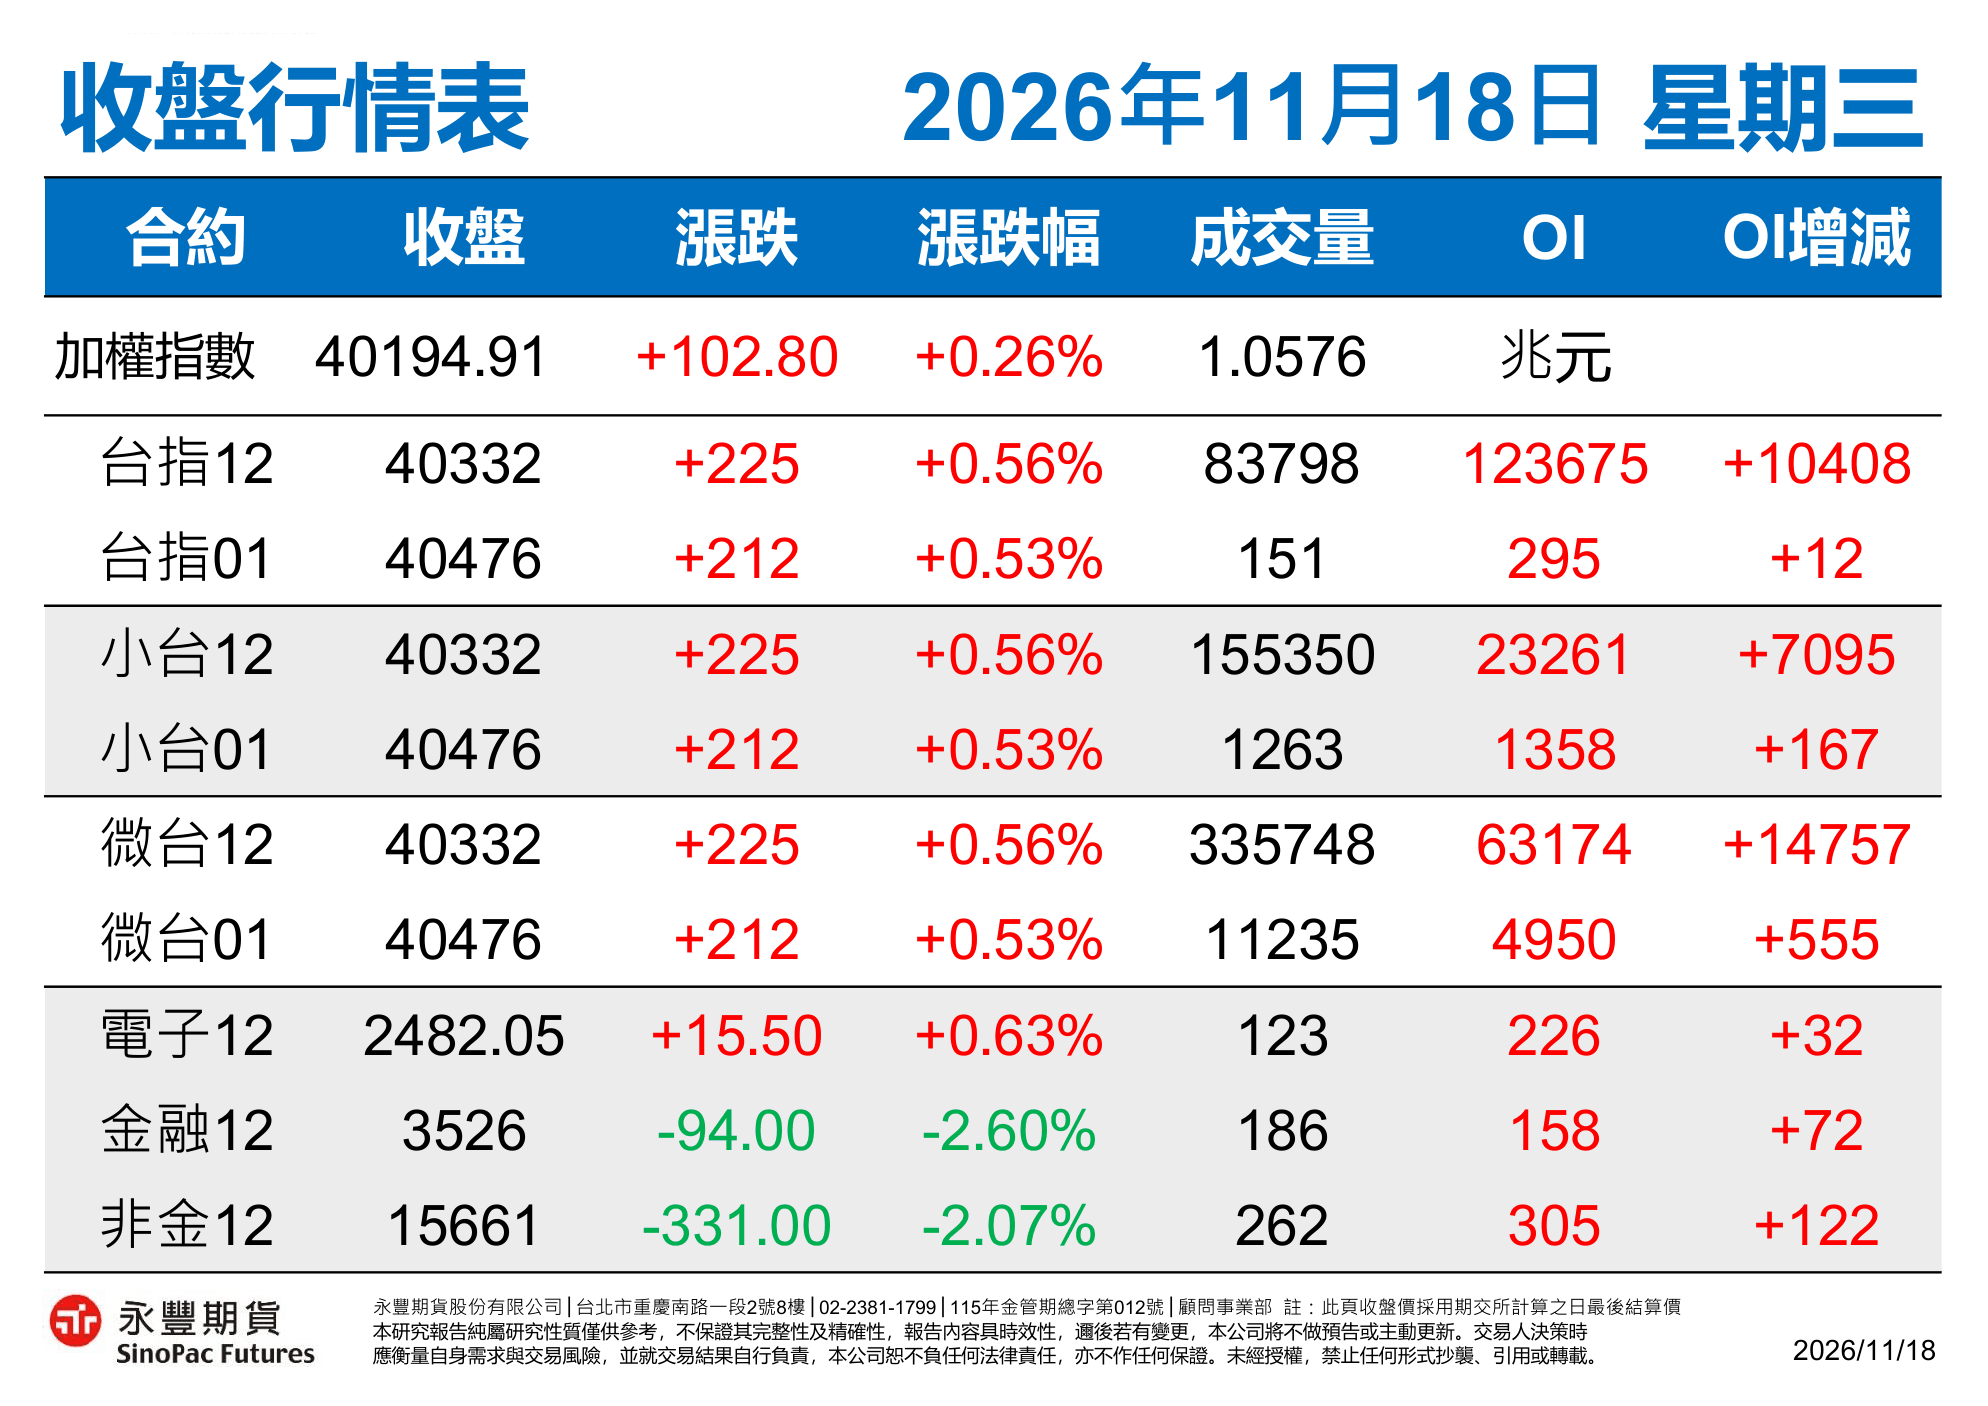 收盤行情表 2026年11月18日 星期三
合約 收盤 漲跌 漲跌幅 成交量 OI OI增減
加權指數 40194.91 +102.80 +0.26% 1.0576 兆元
台指12 40332 +225 +0.56% 83798 123675 +10408
台指01 40476 +212 +0.53% 151 295 +12
小台12 40332 +225 +0.56% 155350 23261 +7095
小台01 40476 +212 +0.53% 1263 1358 +167
微台12 40332 +225 +0.56% 335748 63174 +14757
微台01 40476 +212 +0.53% 11235 4950 +555
電子12 2482.05 +15.50 +0.63% 123 226 +32
金融12 3526 -94.00 -2.60% 186 158 +72
非金12 15661 -331.00 -2.07% 262 305 +122
永豐期貨
SinoPac Futures
永豐期貨股份有限公司│台北市重慶南路一段2號8樓│02-2381-1799│115年金管期總字第012號│顧問事業部 註：此頁收盤價採用期交所計算之日最後結算價
本研究報告純屬研究性質僅供參考，不保證其完整性及精確性，報告內容具時效性，邇後若有變更，本公司將不做預告或主動更新。交易人決策時
應衡量自身需求與交易風險，並就交易結果自行負責，本公司恕不負任何法律責任，亦不作任何保證。未經授權，禁止任何形式抄襲、引用或轉載。
2026/11/18